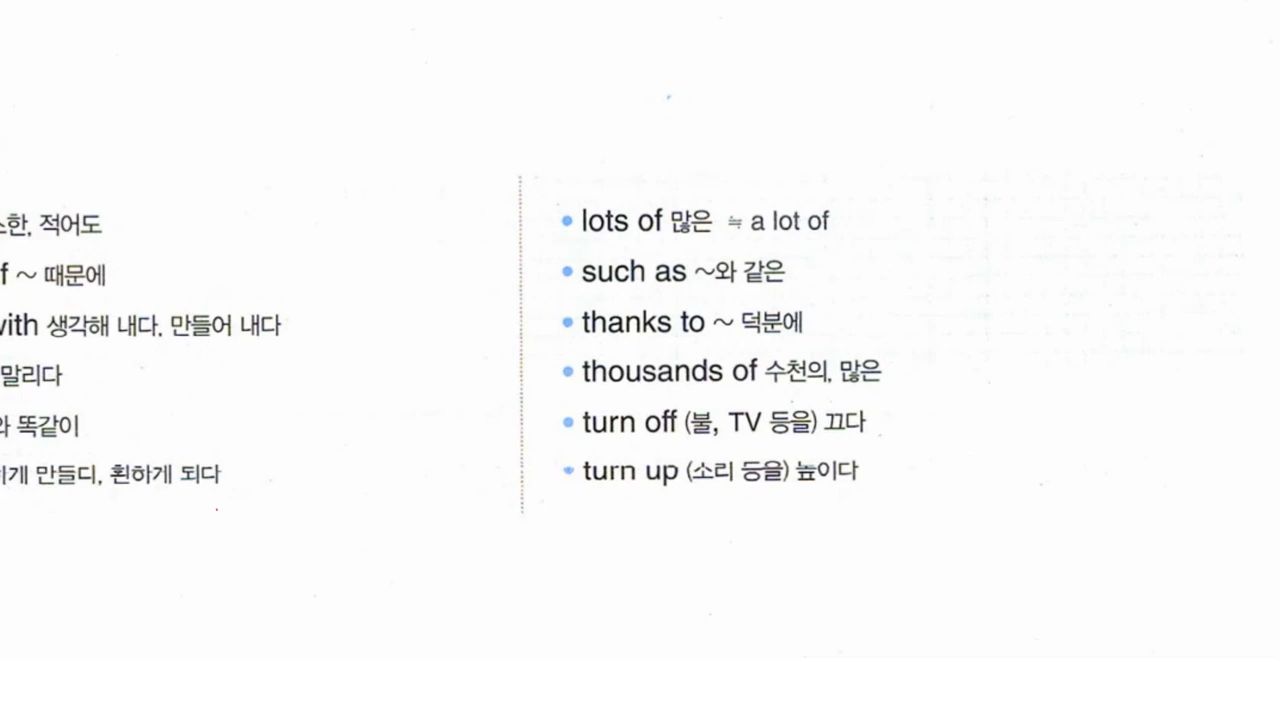 한, 적어도
f ~ 때문에
with 생각해 내다, 만들어 내다
말리다
와 똑같이
게 만들디, 횐하게 되다
lots of 많은 ≒ a lot of
such as ~와 같은
thanks to ~ 덕분에
thousands of 수천의, 많은
turn off (불, TV 등을) 끄다
turn up (소리 등을) 높이다